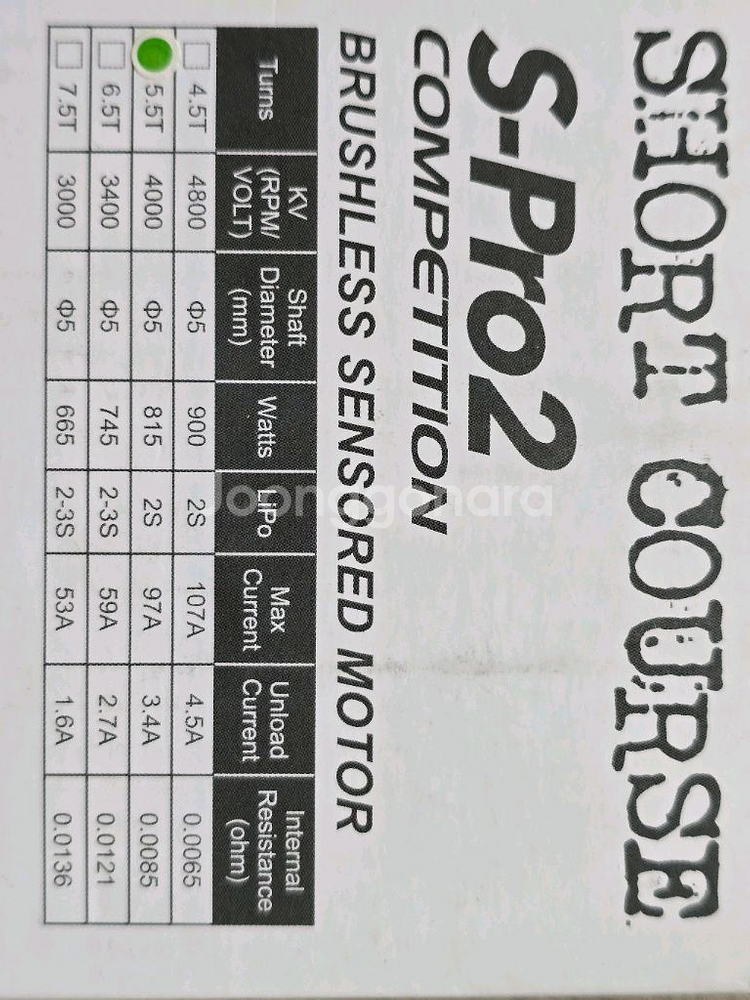 SHORT COURSE
S-Pro2
COMPETITION
BRUSHLESS SENSORED MOTOR
Turns KV (RPM/VOLT) Shaft Diameter (mm) Watts LiPo Max Current Unload Current Internal Resistance (ohm)
4.5T 4800 Φ5 900 2S 107A 4.5A 0.0065
5.5T 4000 Φ5 815 2S 97A 3.4A 0.0085
6.5T 3400 Φ5 745 2-3S 59A 2.7A 0.0121
7.5T 3000 Φ5 665 2-3S 53A 1.6A 0.0136
Joonggonara